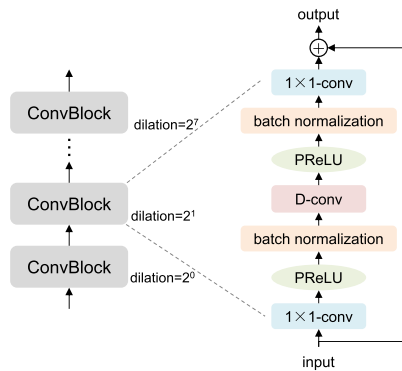 ConvBlock
dilation=2⁷
⋮
ConvBlock
dilation=2¹
ConvBlock
dilation=2⁰
output
+
1×1-conv
batch normalization
PReLU
D-conv
batch normalization
PReLU
1×1-conv
input